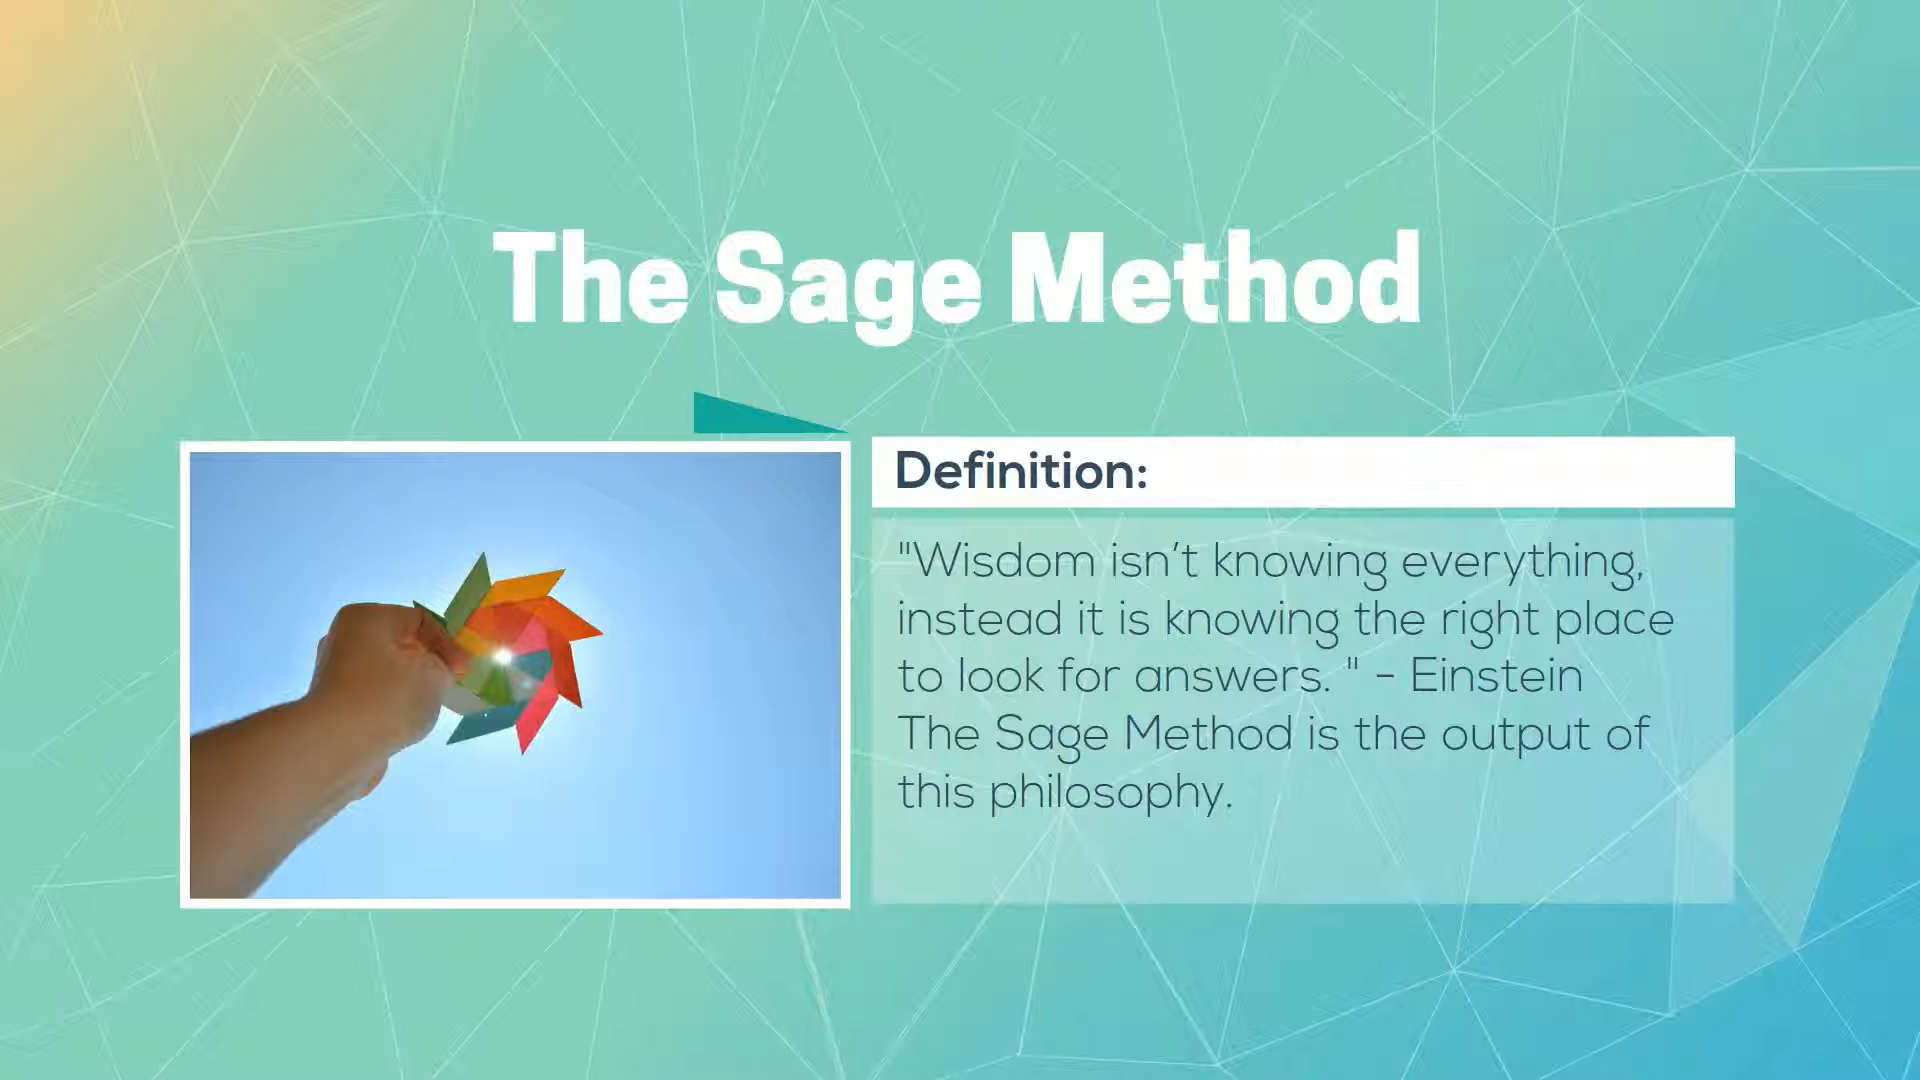 The Sage Method
Definition:
"Wisdom isn’t knowing everything,
instead it is knowing the right place
to look for answers. " - Einstein
The Sage Method is the output of
this philosophy.